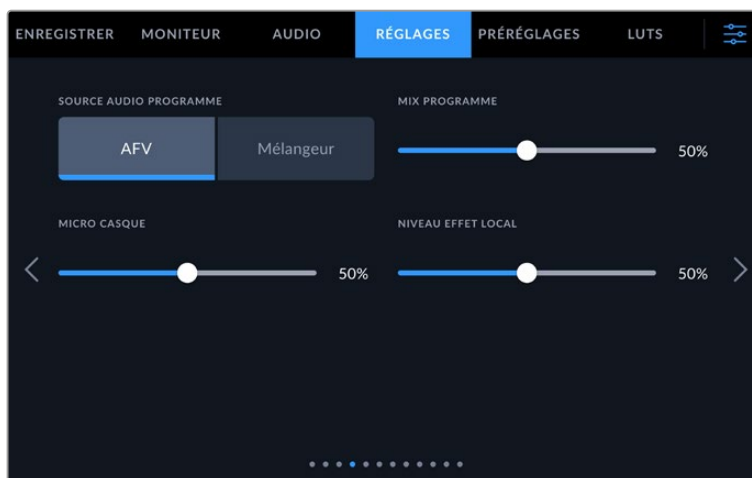 ENREGISTRER MONITEUR AUDIO RÉGLAGES PRÉRÉGLAGES LUTS
SOURCE AUDIO PROGRAMME MIX PROGRAMME
AFV Mélangeur 50%
MICRO CASQUE NIVEAU EFFET LOCAL
50% 50%